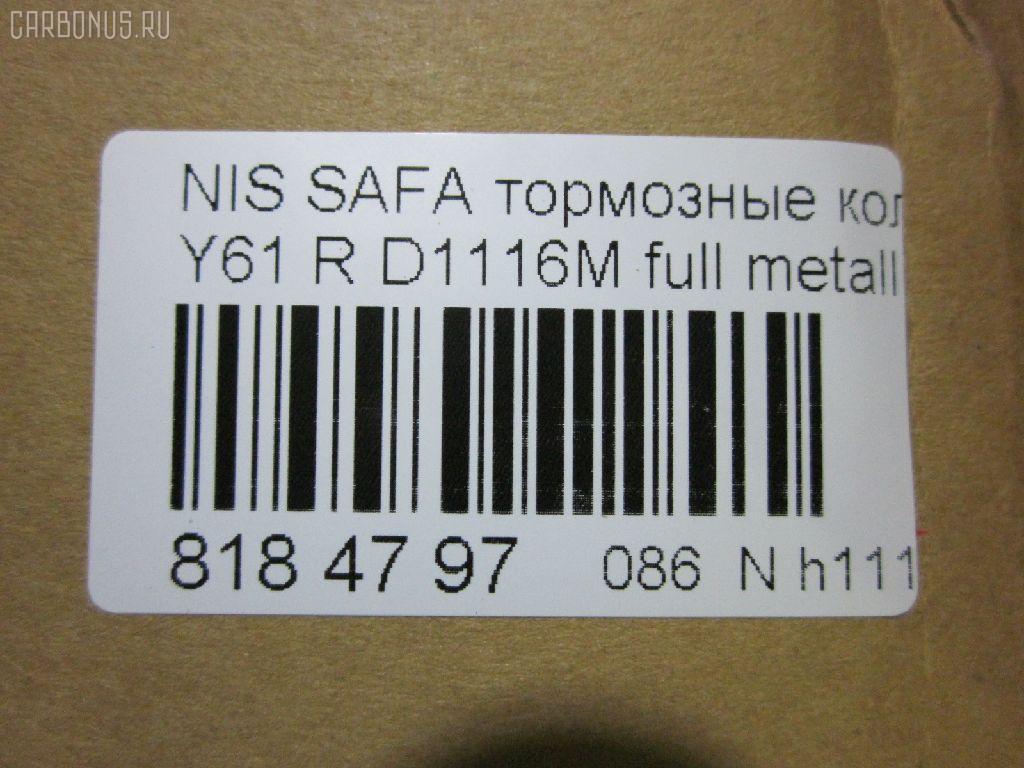 CARBONUS.RU
NIS SAFA тормозные кол
Y61 R D1116M full metall
818 47 97 086 N h111